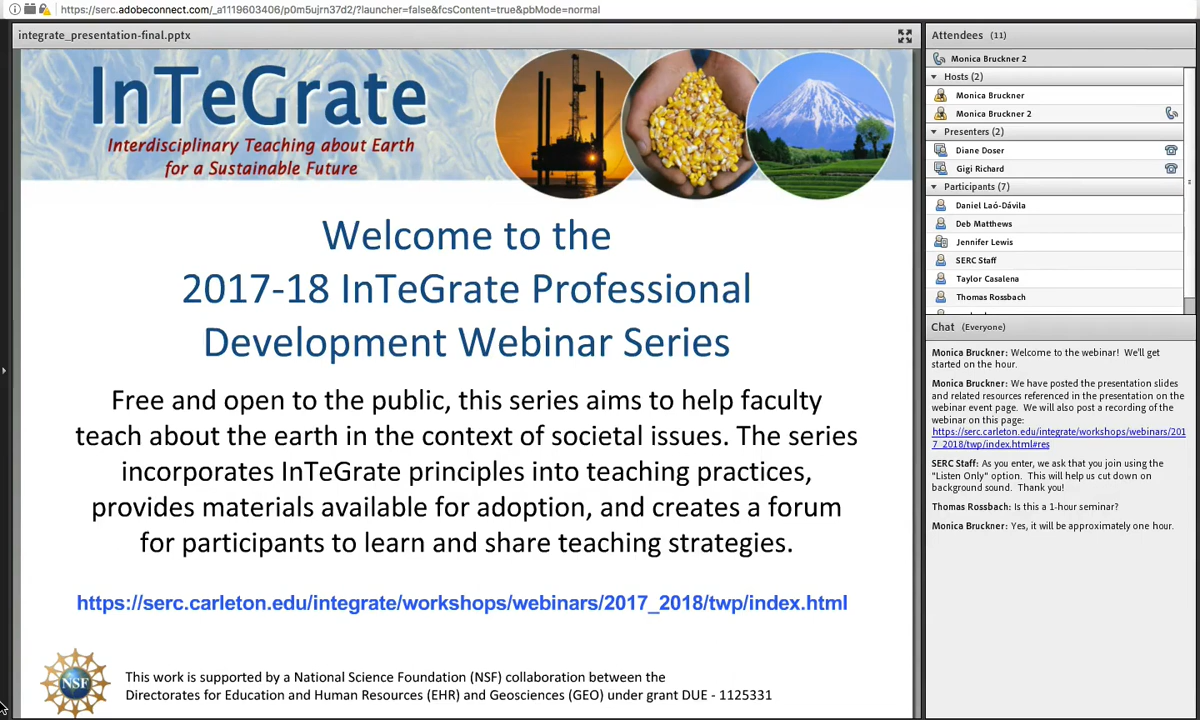 https://serc.adobeconnect.com/_a1119603406/p0m5ujrn37d2/?launcher=false&fcsContent=true&pbMode=normal
integrate_presentation-final.pptx
InTeGrate
Interdisciplinary Teaching about Earth
for a Sustainable Future
Welcome to the
2017-18 InTeGrate Professional
Development Webinar Series
Free and open to the public, this series aims to help faculty
teach about the earth in the context of societal issues. The series
incorporates InTeGrate principles into teaching practices,
provides materials available for adoption, and creates a forum
for participants to learn and share teaching strategies.
https://serc.carleton.edu/integrate/workshops/webinars/2017_2018/twp/index.html
NSF
This work is supported by a National Science Foundation (NSF) collaboration between the
Directorates for Education and Human Resources (EHR) and Geosciences (GEO) under grant DUE - 1125331
Attendees (11)
Monica Bruckner 2
Hosts (2)
Monica Bruckner
Monica Bruckner 2
Presenters (2)
Diane Doser
Gigi Richard
Participants (7)
Daniel Laó-Dávila
Deb Matthews
Jennifer Lewis
SERC Staff
Taylor Casalena
Thomas Rossbach
Chat (Everyone)
Monica Bruckner: Welcome to the webinar! We'll get
started on the hour.
Monica Bruckner: We have posted the presentation slides
and related resources referenced in the presentation on the
webinar event page. We will also post a recording of the
webinar on this page:
https://serc.carleton.edu/integrate/workshops/webinars/201
7_2018/twp/index.html#res
SERC Staff: As you enter, we ask that you join using the
"Listen Only" option. This will help us cut down on
background sound. Thank you!
Thomas Rossbach: Is this a 1-hour seminar?
Monica Bruckner: Yes, it will be approximately one hour.